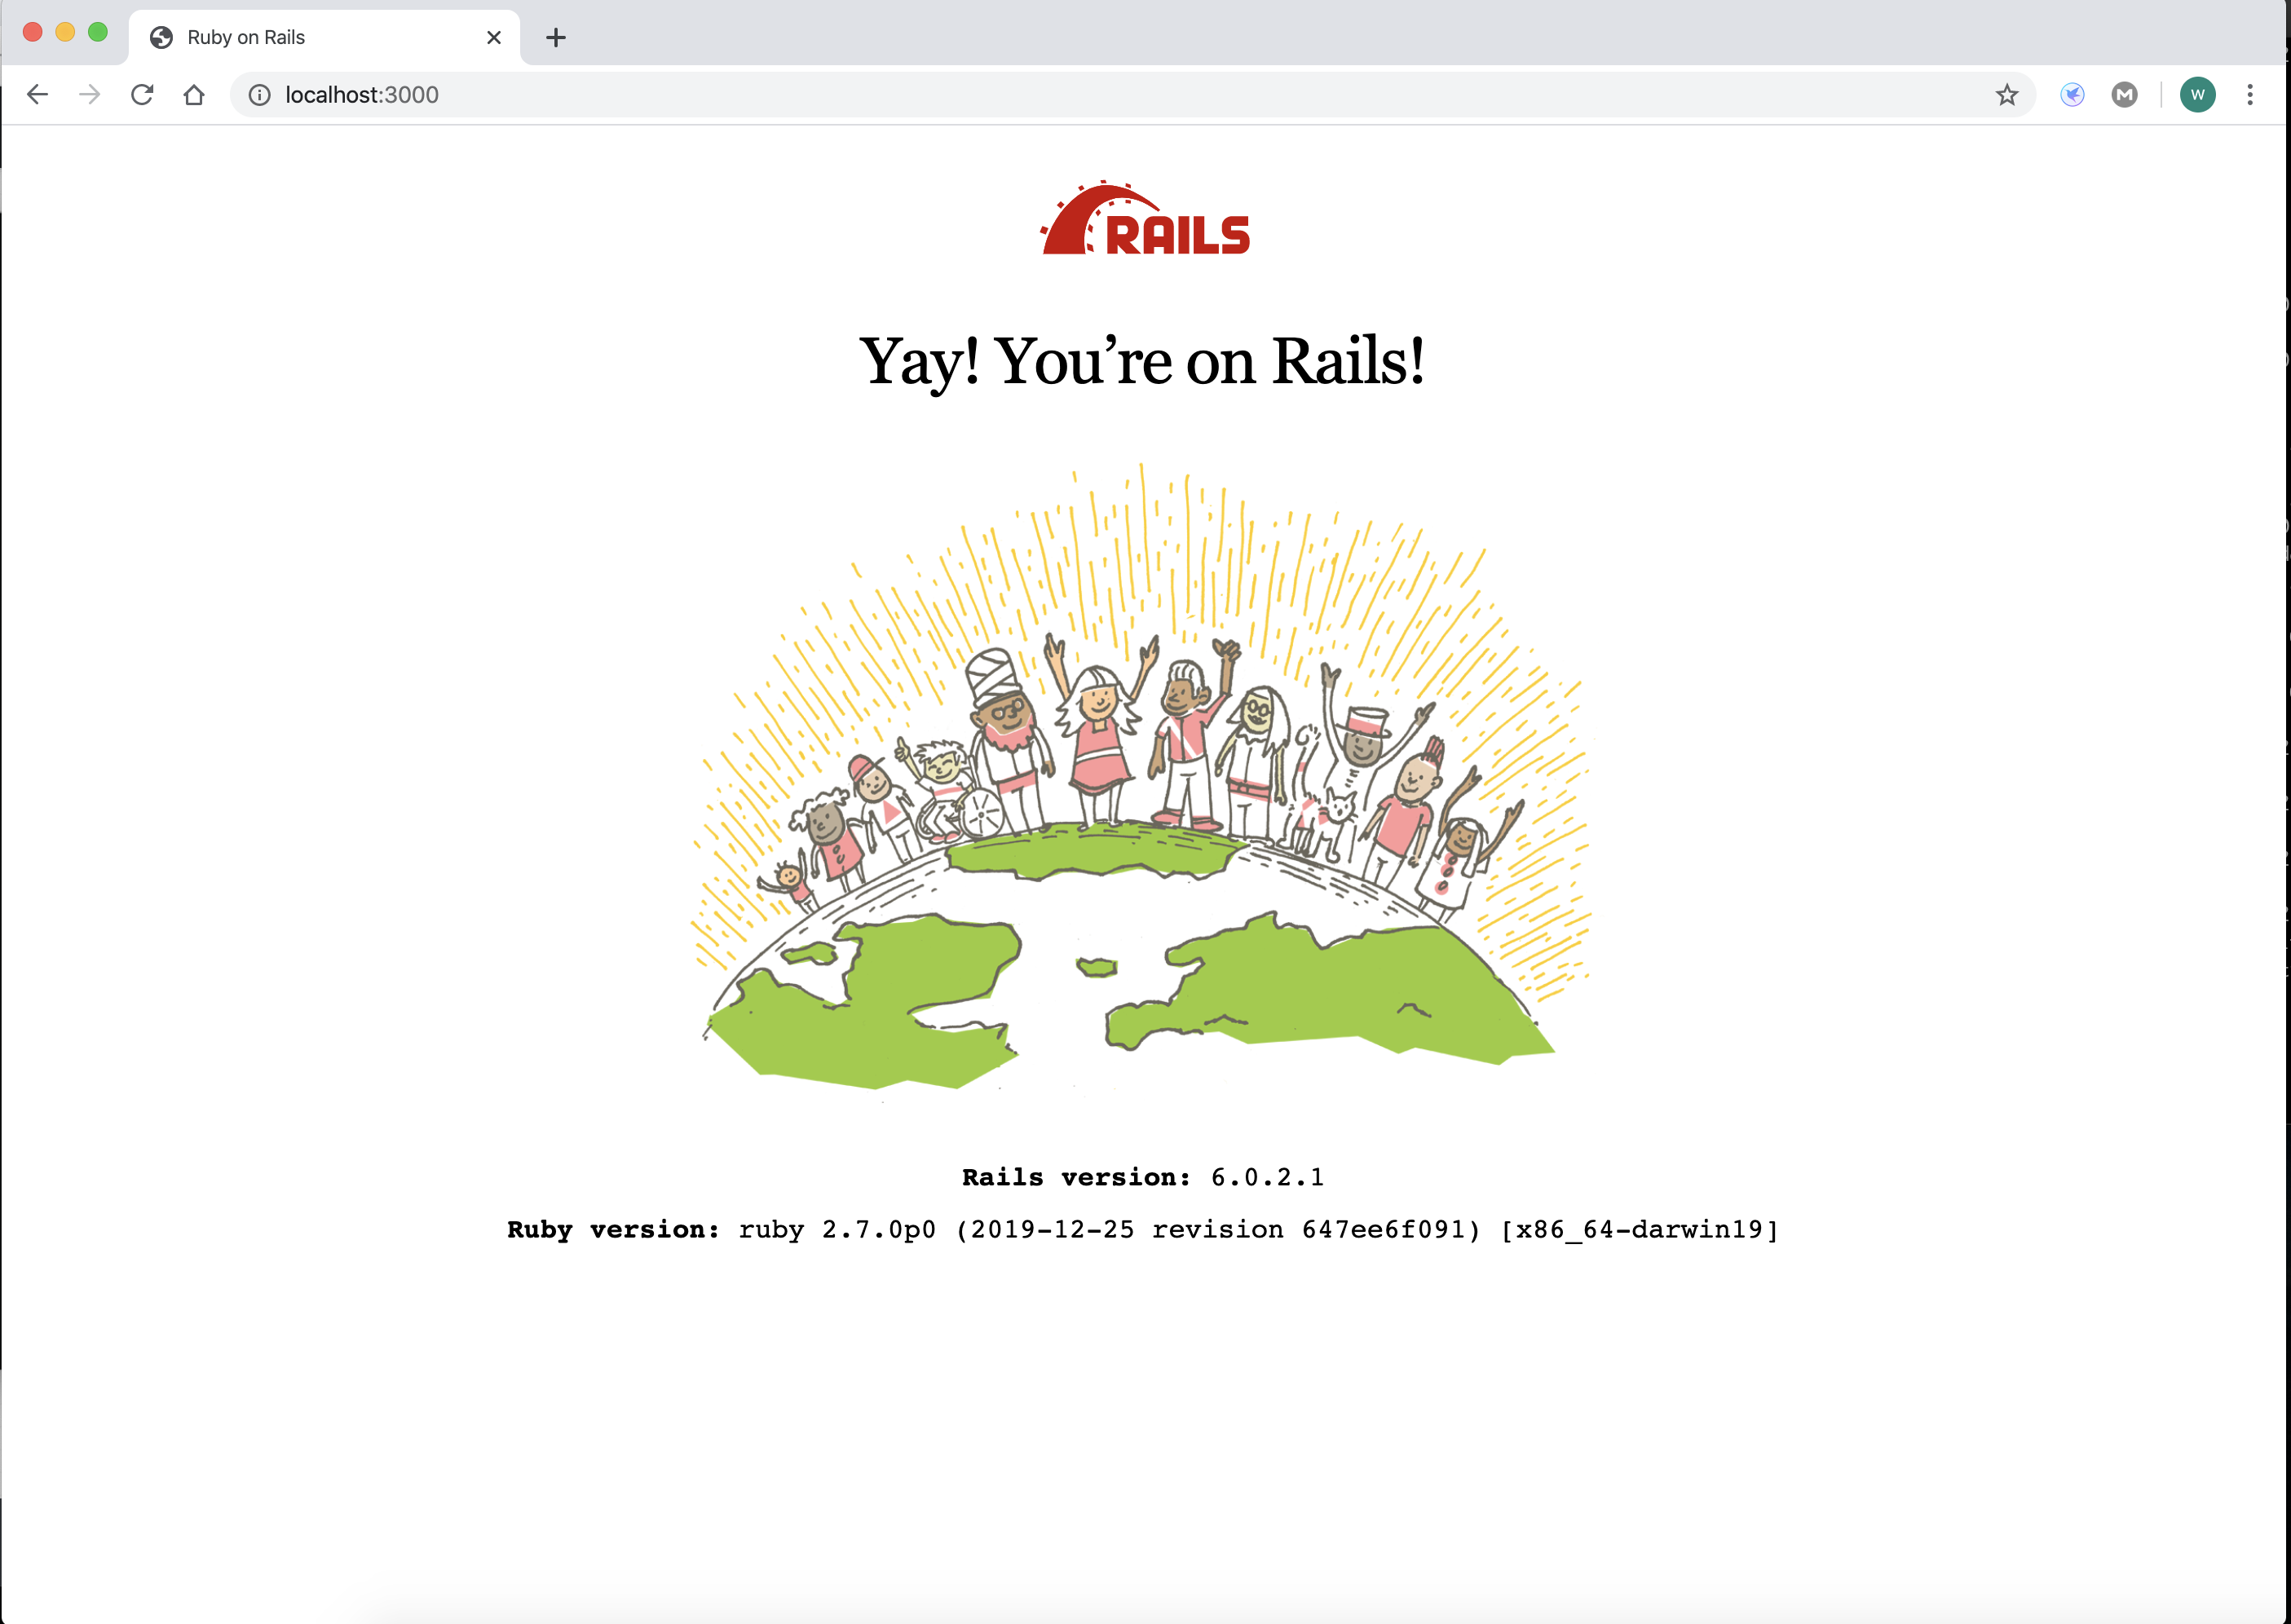 Ruby on Rails
localhost:3000
M
W
RAILS
Yay! You’re on Rails!
Rails version: 6.0.2.1
Ruby version: ruby 2.7.0p0 (2019-12-25 revision 647ee6f091) [x86_64-darwin19]